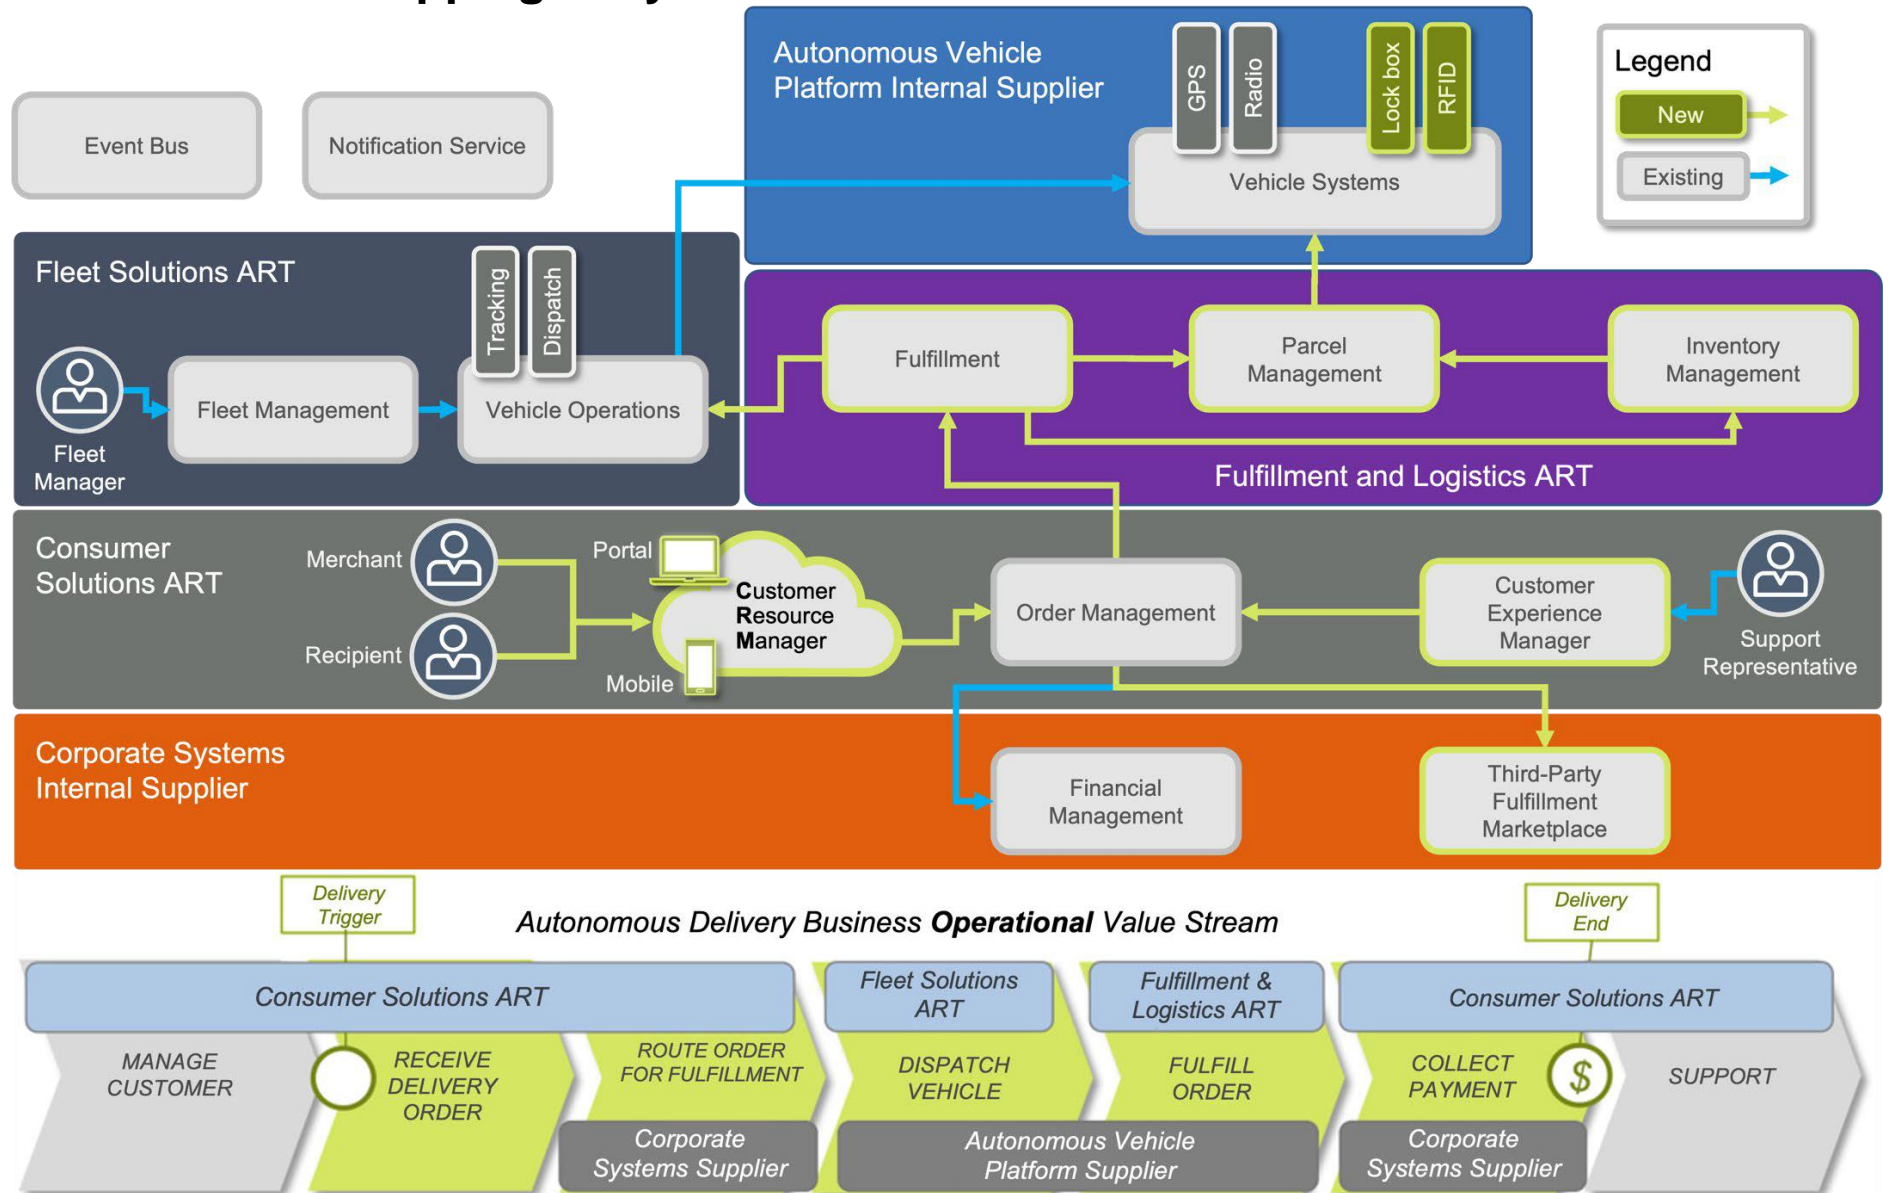 Autonomous Vehicle
Platform Internal Supplier
GPS
Radio
Lock box
RFID
Vehicle Systems
Legend
New
Existing
Event Bus
Notification Service
Fleet Solutions ART
Tracking
Dispatch
Fleet
Manager
Fleet Management
Vehicle Operations
Fulfillment
Parcel
Management
Inventory
Management
Fulfillment and Logistics ART
Consumer
Solutions ART
Merchant
Recipient
Portal
Mobile
Customer
Resource
Manager
Order Management
Customer
Experience
Manager
Support
Representative
Corporate Systems
Internal Supplier
Financial
Management
Third-Party
Fulfillment
Marketplace
Delivery
Trigger
Autonomous Delivery Business Operational Value Stream
Delivery
End
Consumer Solutions ART
Fleet Solutions
ART
Fulfillment &
Logistics ART
Consumer Solutions ART
MANAGE
CUSTOMER
RECEIVE
DELIVERY
ORDER
ROUTE ORDER
FOR FULFILLMENT
DISPATCH
VEHICLE
FULFILL
ORDER
COLLECT
PAYMENT
$
SUPPORT
Corporate
Systems Supplier
Autonomous Vehicle
Platform Supplier
Corporate
Systems Supplier